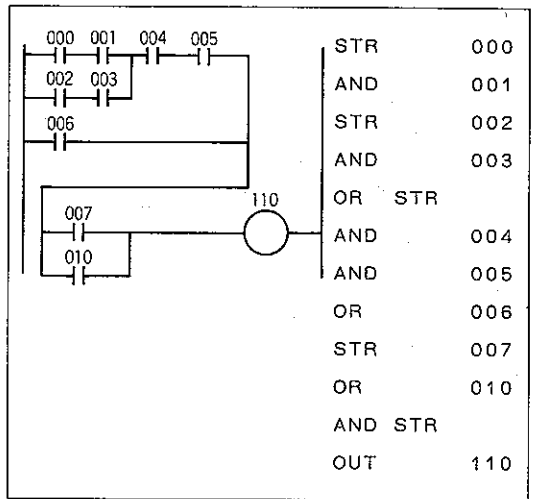 000 001 004 005
002 003
006
007
010
110
STR 000
AND 001
STR 002
AND 003
OR STR
AND 004
AND 005
OR 006
STR 007
OR 010
AND STR
OUT 110